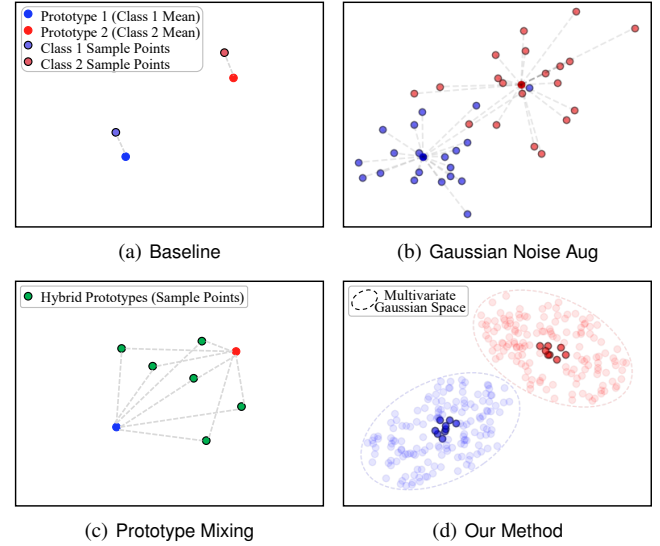 Prototype 1 (Class 1 Mean)
Prototype 2 (Class 2 Mean)
Class 1 Sample Points
Class 2 Sample Points
(a) Baseline
(b) Gaussian Noise Aug
Hybrid Prototypes (Sample Points)
Multivariate
Gaussian Space
(c) Prototype Mixing
(d) Our Method